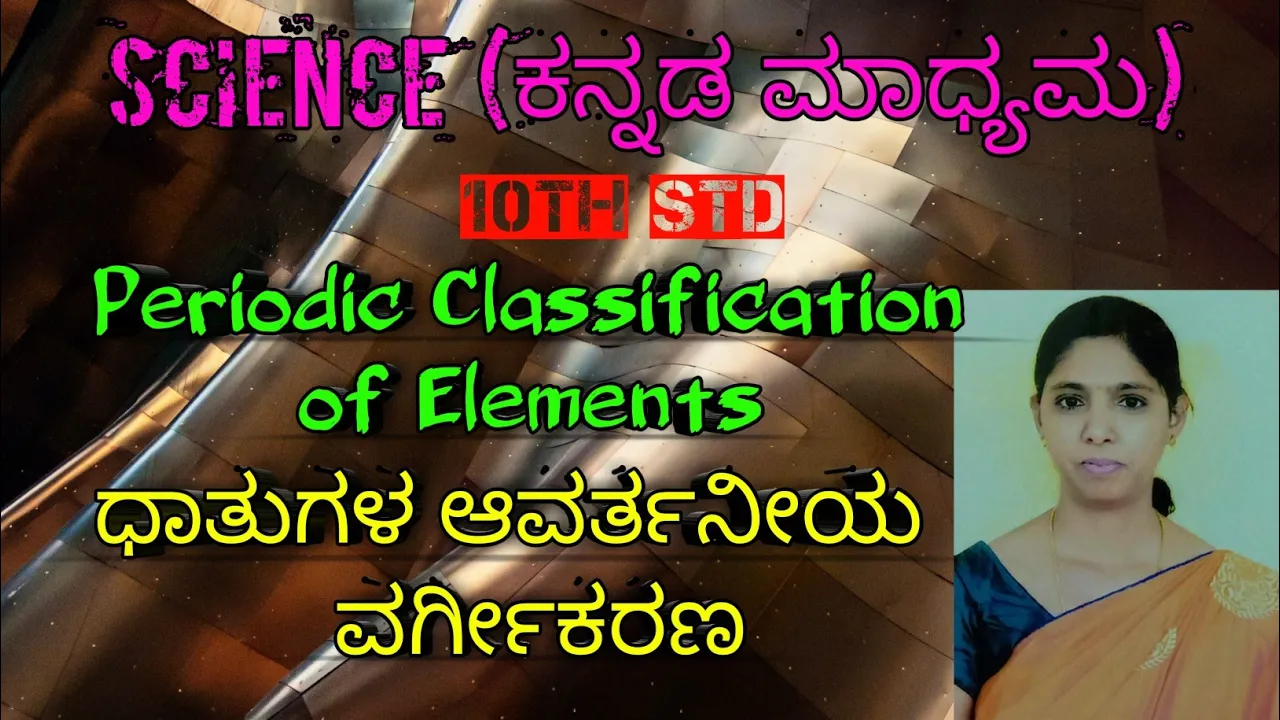 SCIENCE (ಕನ್ನಡ ಮಾಧ್ಯಮ)
10TH STD
Periodic Classification
of Elements
ಧಾತುಗಳ ಆವರ್ತನೀಯ
ವರ್ಗೀಕರಣ